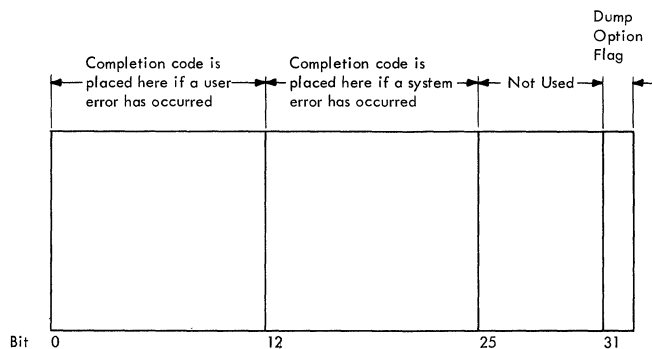 Dump
Option
Flag
Completion code is
placed here if a user
error has occurred
Completion code is
placed here if a system
error has occurred
Not Used
Bit 0 12 25 31